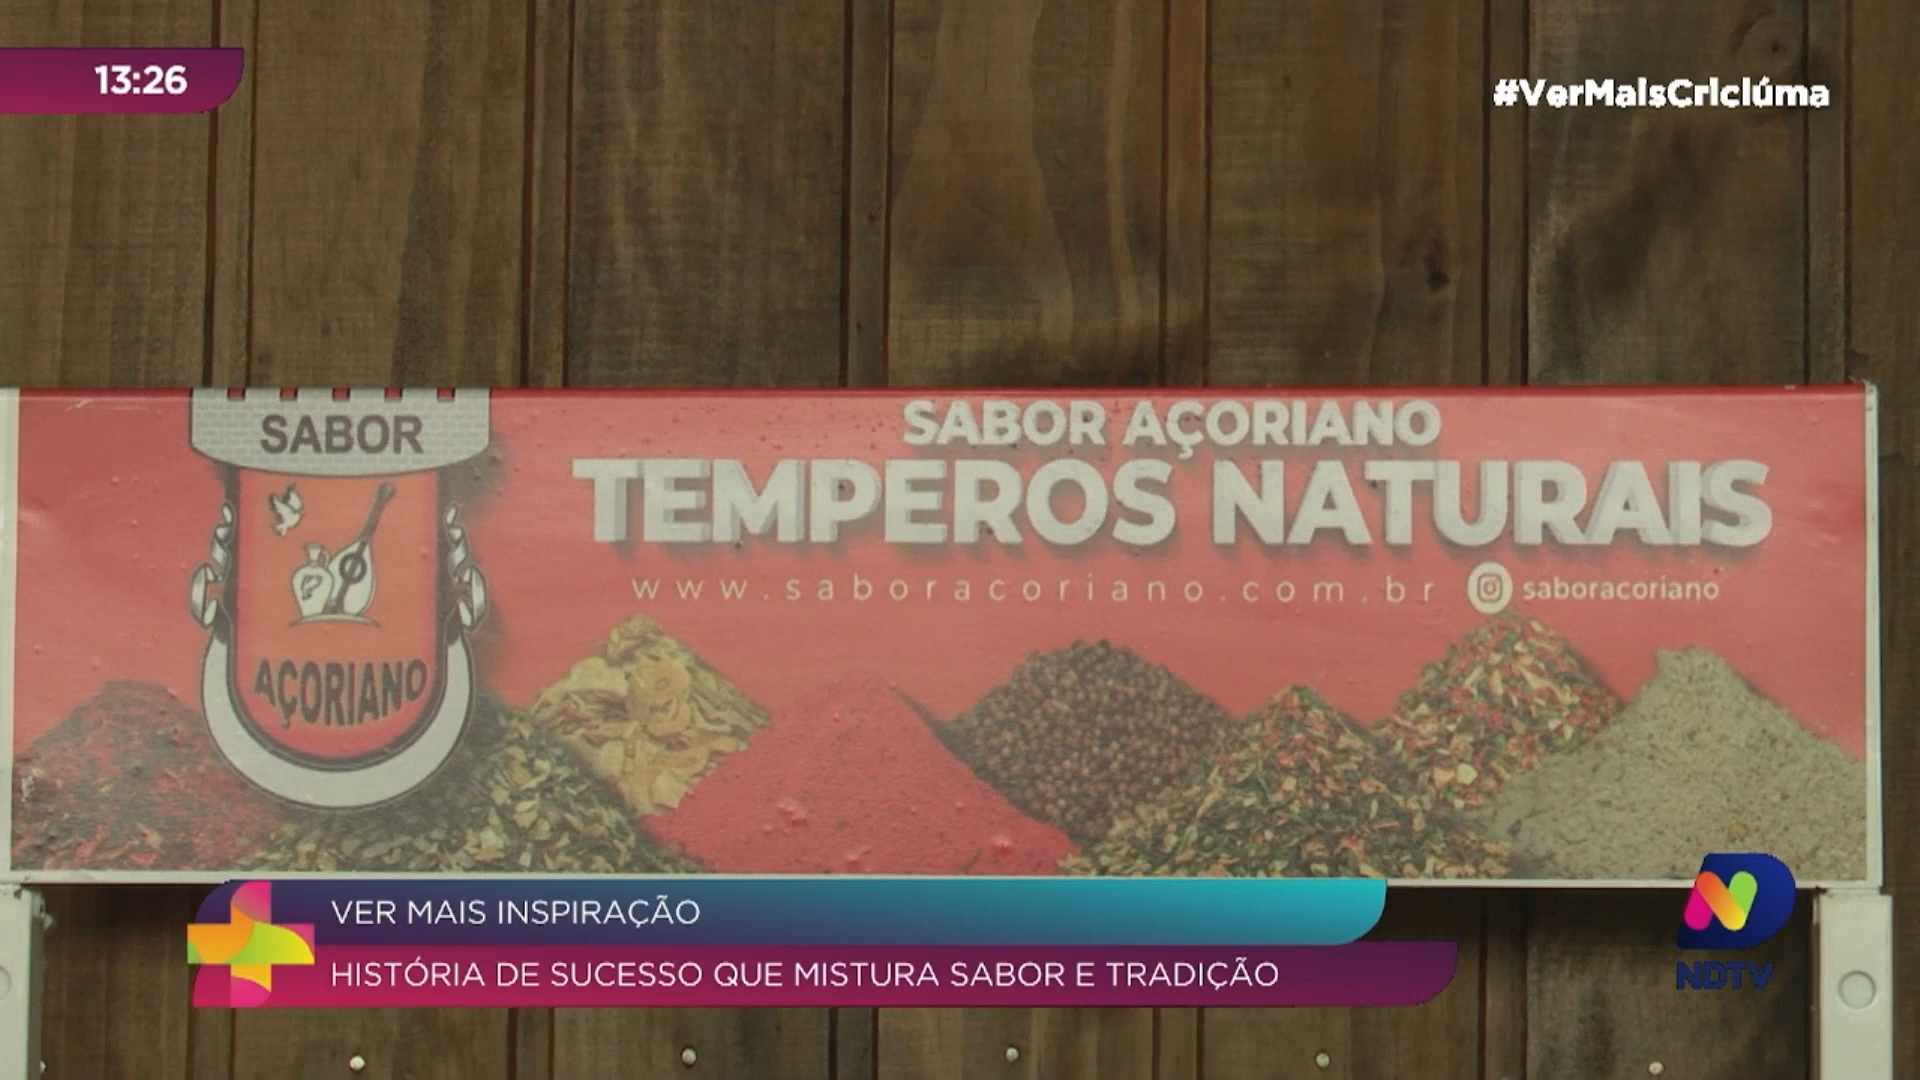 13:26
#VerMaisCriciúma
SABOR
AÇORIANO
SABOR AÇORIANO
TEMPEROS NATURAIS
www.saboracoriano.com.br saboracoriano
VER MAIS INSPIRAÇÃO
HISTÓRIA DE SUCESSO QUE MISTURA SABOR E TRADIÇÃO
NDTV